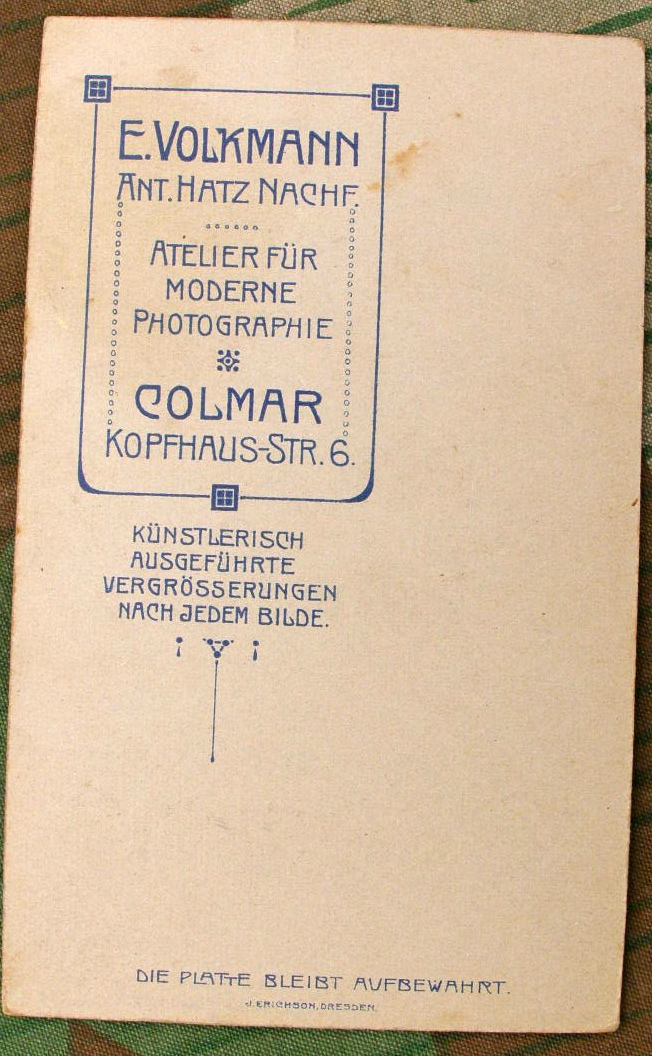 E. VOLKMANN
ANT. HATZ NACHF.
ATELIER FÜR
MODERNE
PHOTOGRAPHIE
COLMAR
KOPFHAUS-STR. 6.
KÜNSTLERISCH
AUSGEFÜHRTE
VERGRÖSSERUNGEN
NACH JEDEM BILDE.
DIE PLATTE BLEIBT AUFBEWAHRT.
J. ERICHSON, DRESDEN.